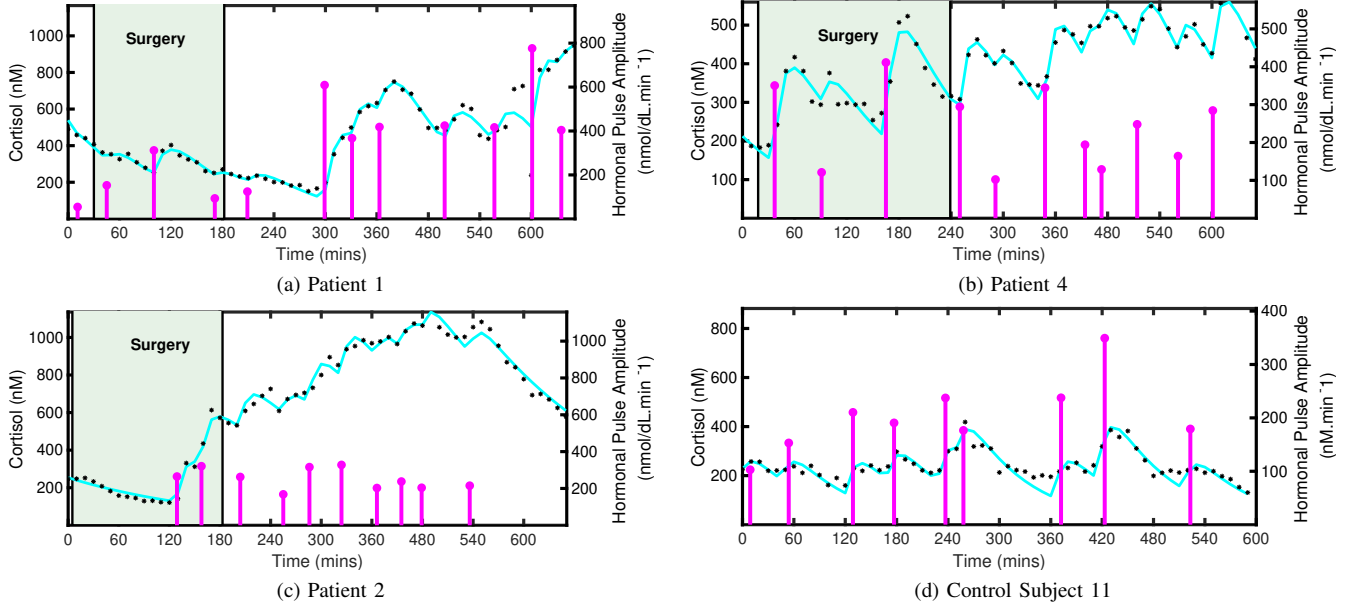 Surgery
1000
800
600
400
200
800
600
400
200
0 60 120 180 240 300 360 420 480 540 600
Cortisol (nM)
Hormonal Pulse Amplitude
(nmol/dL.min⁻1)
Time (mins)
(a) Patient 1
Surgery
500
400
300
200
100
500
400
300
200
100
0 60 120 180 240 300 360 420 480 540 600
Cortisol (nM)
Hormonal Pulse Amplitude
(nmol/dL.min⁻1)
Time (mins)
(b) Patient 4
Surgery
1000
800
600
400
200
1000
800
600
400
200
0 60 120 180 240 300 360 420 480 540 600
Cortisol (nM)
Hormonal Pulse Amplitude
(nmol/dL.min⁻1)
Time (mins)
(c) Patient 2
800
600
400
200
400
300
200
100
0
0 60 120 180 240 300 360 420 480 540 600
Cortisol (nM)
Hormonal Pulse Amplitude
(nM.min⁻1)
Time (mins)
(d) Control Subject 11